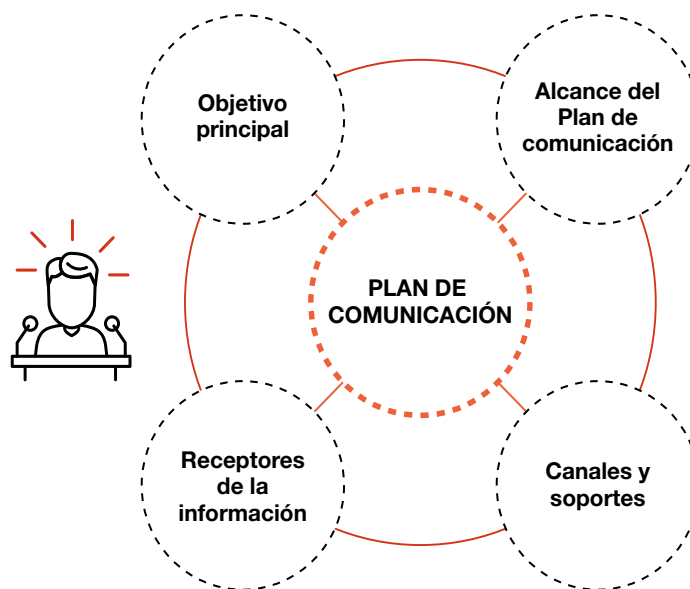 Objetivo
principal
Alcance del
Plan de
comunicación
PLAN DE
COMUNICACIÓN
Receptores
de la
información
Canales y
soportes